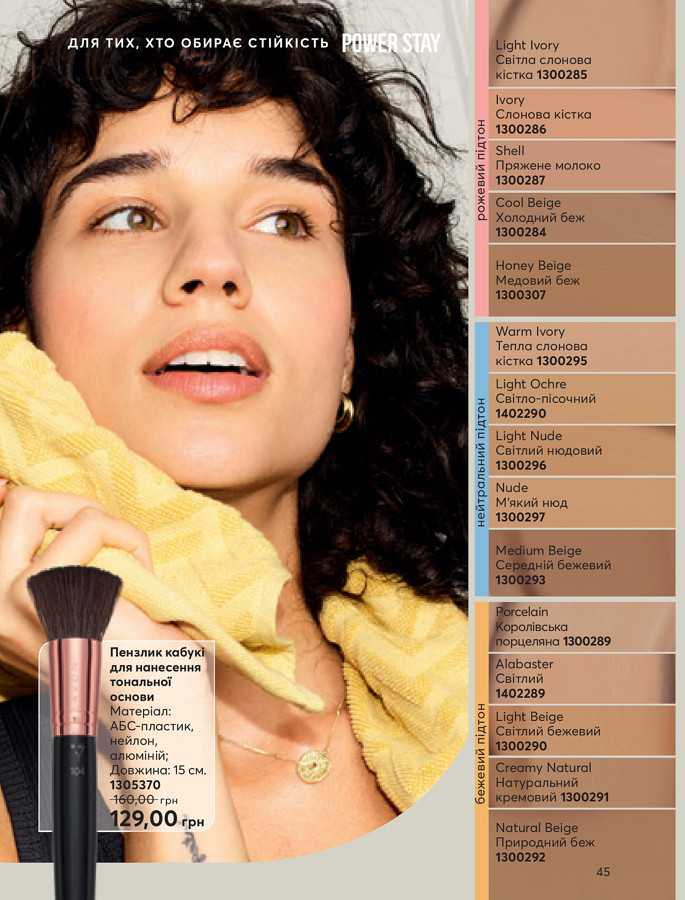 ДЛЯ ТИХ, ХТО ОБИРАЄ СТІЙКІСТЬ POWER STAY
рожевий підтон
Light Ivory
Світла слонова
кістка 1300285
Ivory
Слонова кістка
1300286
Shell
Пряжене молоко
1300287
Cool Beige
Холодний беж
1300284
Honey Beige
Медовий беж
1300307
нейтральний підтон
Warm Ivory
Тепла слонова
кістка 1300295
Light Ochre
Світло-пісочний
1402290
Light Nude
Світлий нюдовий
1300296
Nude
М'який нюд
1300297
Medium Beige
Середній бежевий
1300293
бежевий підтон
Porcelain
Королівська
порцеляна 1300289
Alabaster
Світлий
1402289
Light Beige
Світлий бежевий
1300290
Creamy Natural
Натуральний
кремовий 1300291
Natural Beige
Природний беж
1300292
Пензлик кабукі
для нанесення
тональної
основи
Матеріал:
АБС-пластик,
нейлон,
алюміній;
Довжина: 15 см.
1305370
160,00 грн
129,00 грн
AVON
104
45